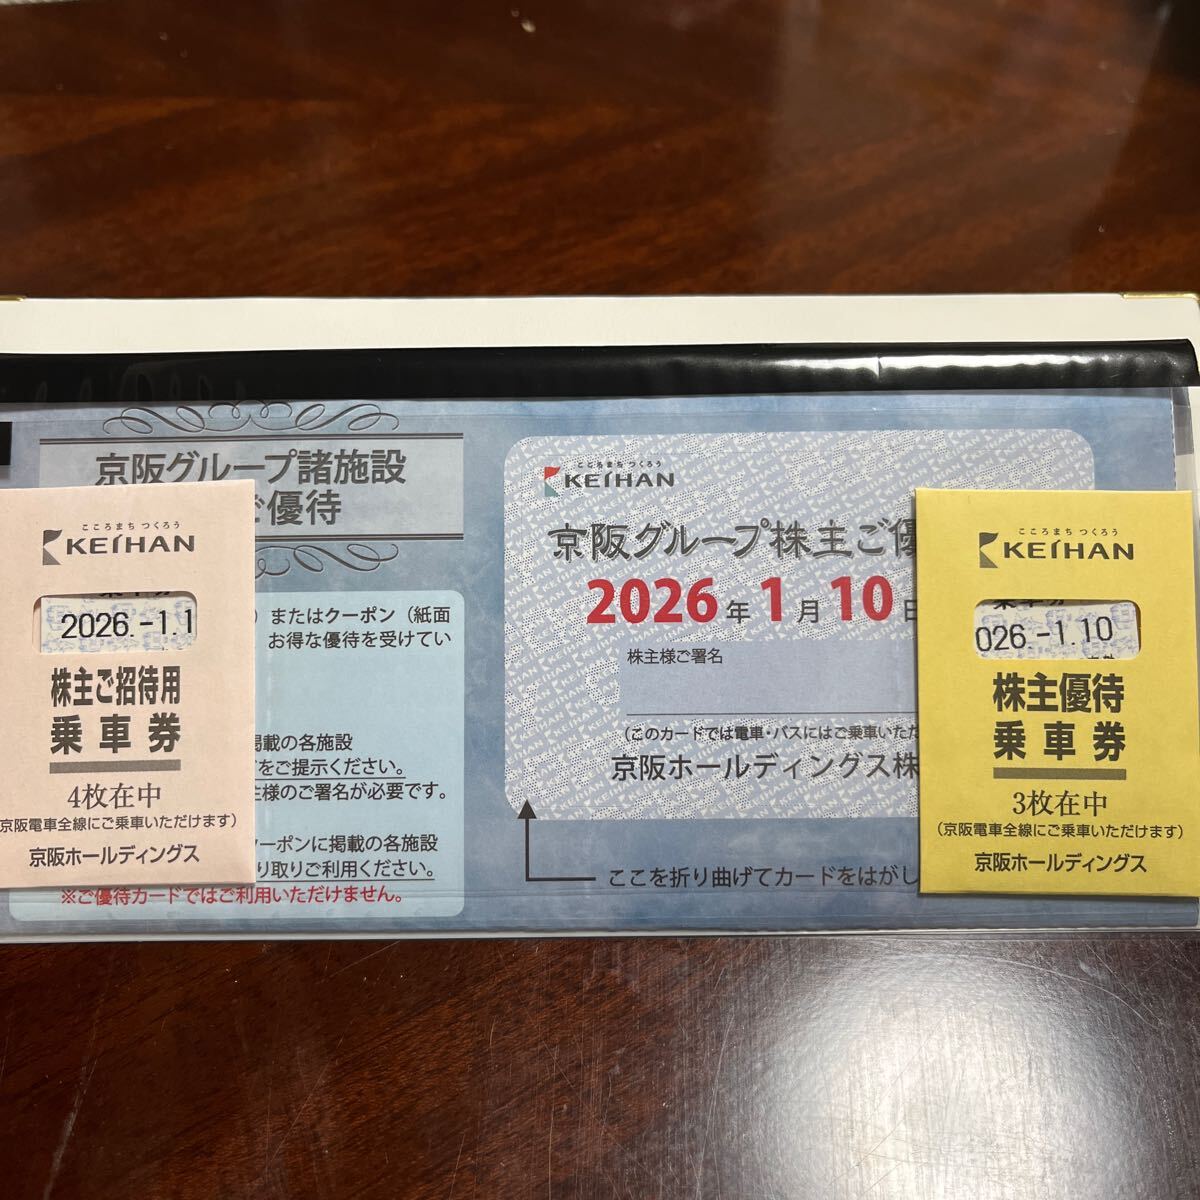 京阪グループ諸施設
ご優待
またはクーポン（紙面
お得な優待を受けてい
掲載の各施設
をご提示ください。
様のご署名が必要です。
クーポンに掲載の各施設
り取りご利用ください。
※ご優待カードではご利用いただけません。
こころまち つくろう
KEIHAN
2026.-1.1
株主ご招待用
乗車券
4枚在中
京阪電車全線にご乗車いただけます）
京阪ホールディングス
こころまち つくろう
KEIHAN
京阪グループ株主ご優
2026年1月10日
株主様ご署名
（このカードでは電車・バスにはご乗車いただ
京阪ホールディングス株
ここを折り曲げてカードをはがし
こころまち つくろう
KEIHAN
026-1.10
株主優待
乗車券
3枚在中
（京阪電車全線にご乗車いただけます）
京阪ホールディングス